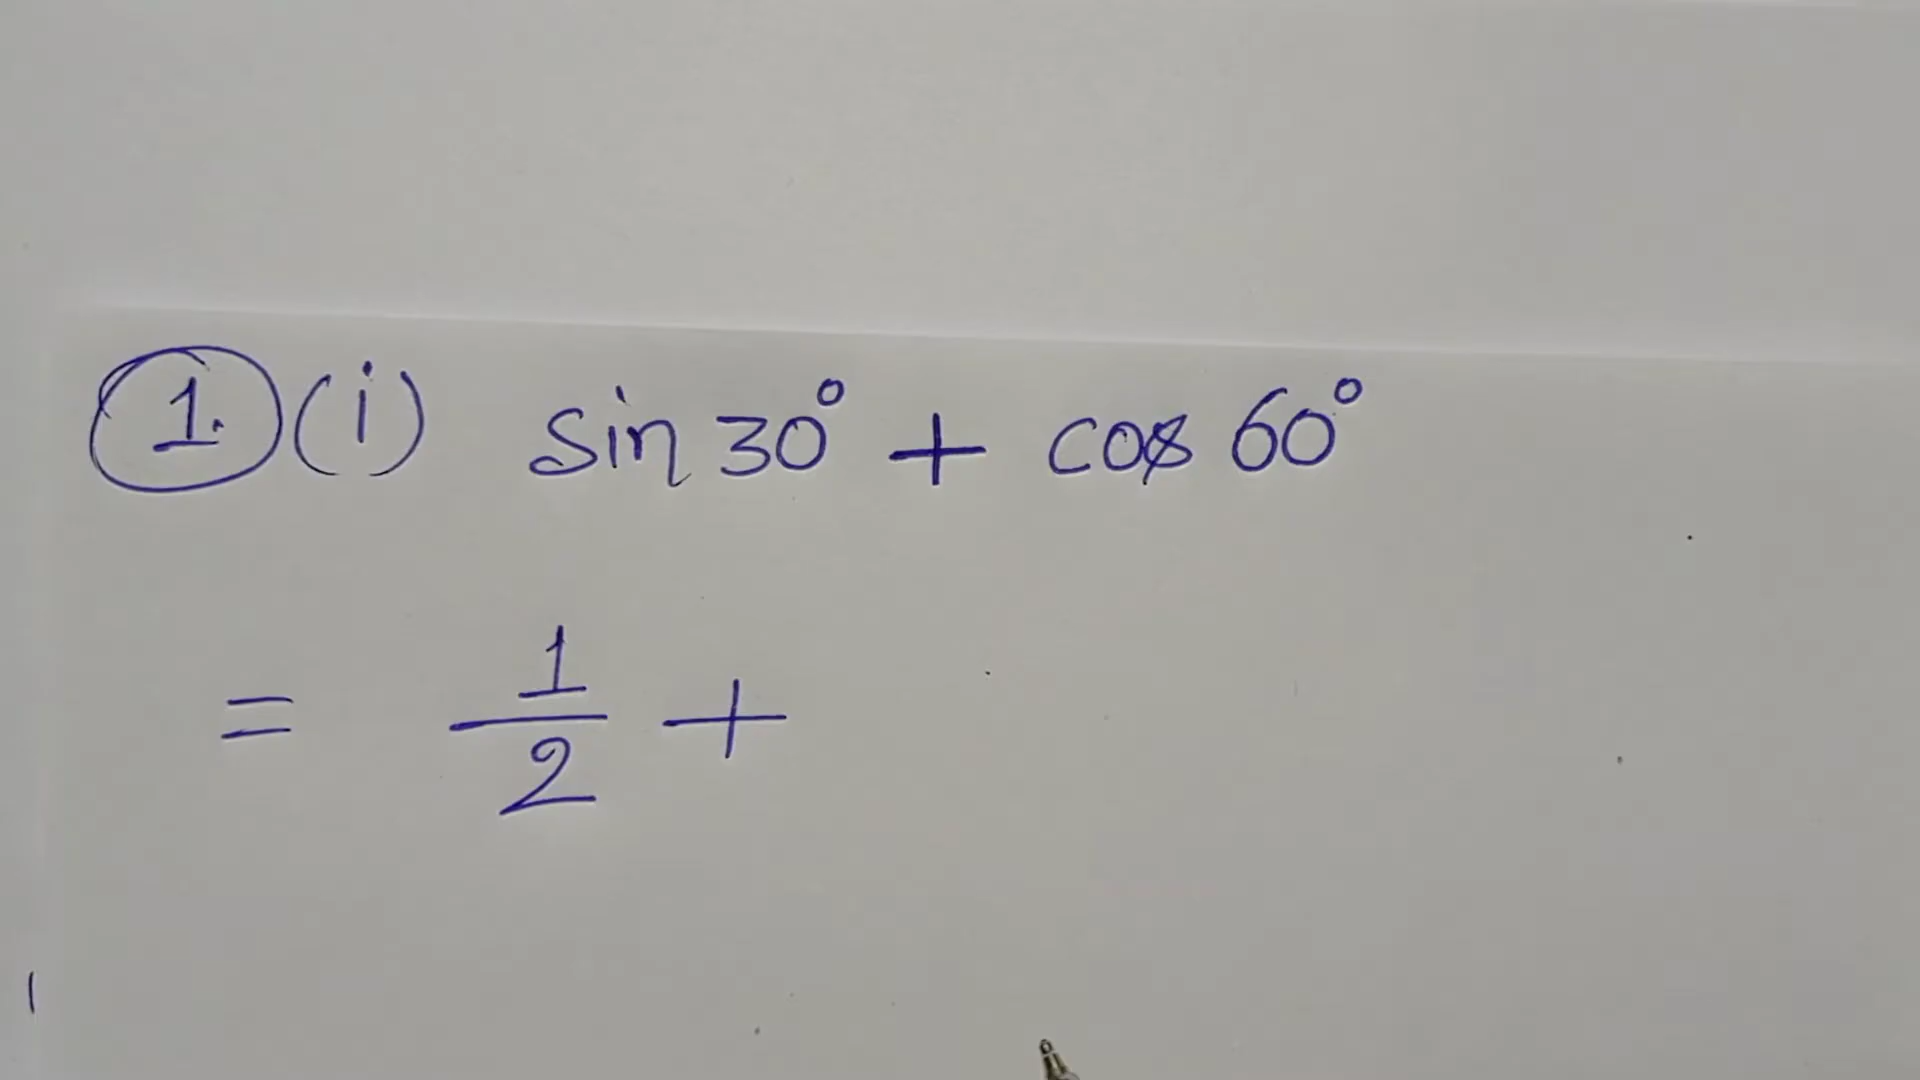 1. (i) sin 30° + cos 60°
= 1/2 +